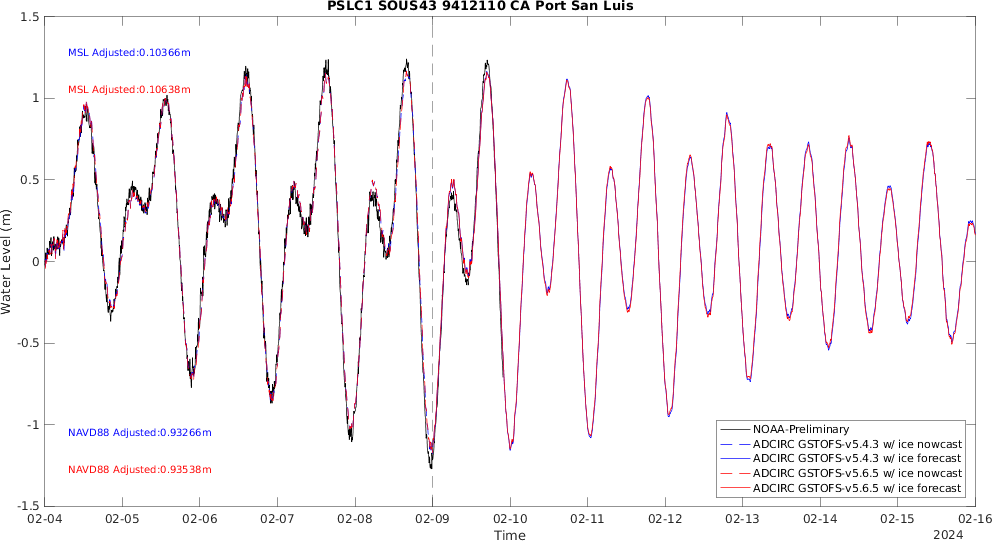 PSLC1 SOUS43 9412110 CA Port San Luis
1.5
1
0.5
0
-0.5
-1
-1.5
Water Level (m)
MSL Adjusted:0.10366m
MSL Adjusted:0.10638m
NAVD88 Adjusted:0.93266m
NAVD88 Adjusted:0.93538m
NOAA-Preliminary
ADCIRC GSTOFS-v5.4.3 w/ ice nowcast
ADCIRC GSTOFS-v5.4.3 w/ ice forecast
ADCIRC GSTOFS-v5.6.5 w/ ice nowcast
ADCIRC GSTOFS-v5.6.5 w/ ice forecast
02-04 02-05 02-06 02-07 02-08 02-09 02-10 02-11 02-12 02-13 02-14 02-15 02-16
Time
2024